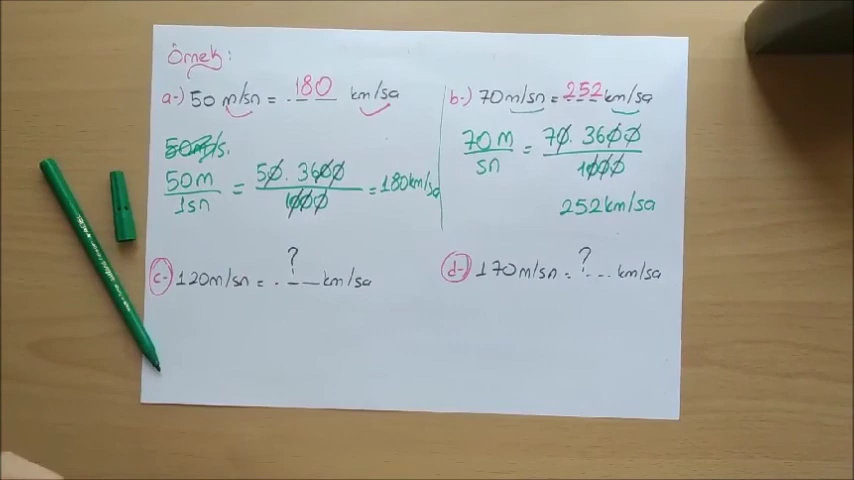 Örnek:
a-) 50 m/sn = .180 km/sa
50m/s.
50m/1sn = 50.3600/1000 = 180km/sa
b-) 70m/sn = 252 km/sa
70m/sn = 70.3600/1000
252km/sa
?
c-) 120m/sn = .-— km/sa
?
d-) 170m/sn = ... km/sa